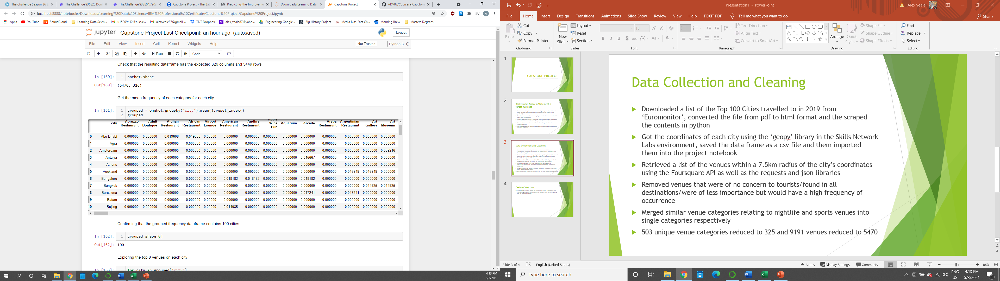 The Challenge Season 36 E
The.Challenge.S36E20.Dou
The.Challenge.S33E04.720
Capstone Project - The Bat
Predicting_the_Improveme
Downloads/Learning Data
Capstone Project
ADV87/Coursera_Capstone
localhost:8888/notebooks/Downloads/Learning%20Data%20Science/IBM%20Professional%20Certificate/Capstone%20Project/Capstone%20Project.ipynb
Apps YouTube SoundCloud Learning Data Scien... u15009442@tuks.c... alexveale87@gmail.... TNT Dropbox alex_veale87@yaho... Engineering Google... Big History Project Media Bias-Fact Ch... Morning Brew Masters Degrees
jupyter Capstone Project Last Checkpoint: an hour ago (autosaved) Logout
File Edit View Insert Cell Kernel Widgets Help Not Trusted Python 3
Run Code
Check that the resulting dataframe has the expected 326 columns and 5449 rows
In [160]: 1 onehot.shape
Out[160]: (5470, 326)
Get the mean frequency of each category for each city
In [161]: 1 grouped = onehot.groupby('city').mean().reset_index()
2 grouped
city Abruzzo Restaurant Adult Boutique Afghan Restaurant African Restaurant Airport Lounge American Restaurant Andhra Restaurant Apple Wine Pub Aquarium Arcade Arepa Restaurant Argentinian Restaurant Art Gallery Art Museum
0 Abu Dhabi 0.000000 0.000000 0.019608 0.019608 0.00000 0.000000 0.000000 0.000000 0.000000 0.000000 0.000000 0.000000 0.000000 0.000000
1 Agra 0.000000 0.000000 0.000000 0.000000 0.00000 0.000000 0.000000 0.000000 0.000000 0.000000 0.000000 0.000000 0.000000 0.000000
2 Amsterdam 0.000000 0.000000 0.000000 0.000000 0.00000 0.000000 0.000000 0.000000 0.000000 0.000000 0.000000 0.000000 0.000000 0.039216
3 Antalya 0.000000 0.000000 0.000000 0.000000 0.00000 0.000000 0.000000 0.000000 0.000000 0.016667 0.000000 0.000000 0.000000 0.000000
4 Athens 0.000000 0.000000 0.000000 0.000000 0.00000 0.000000 0.000000 0.000000 0.000000 0.000000 0.000000 0.000000 0.000000 0.000000
5 Auckland 0.000000 0.000000 0.000000 0.000000 0.00000 0.000000 0.000000 0.000000 0.000000 0.000000 0.000000 0.016949 0.016949 0.000000
6 Bangalore 0.000000 0.000000 0.000000 0.000000 0.00000 0.018182 0.018182 0.000000 0.000000 0.018182 0.000000 0.000000 0.000000 0.000000
7 Bangkok 0.000000 0.000000 0.000000 0.000000 0.00000 0.000000 0.000000 0.000000 0.000000 0.000000 0.000000 0.000000 0.014925 0.014925
8 Barcelona 0.000000 0.000000 0.000000 0.000000 0.00000 0.000000 0.000000 0.000000 0.000000 0.017241 0.000000 0.017241 0.000000 0.000000
9 Batam 0.000000 0.000000 0.000000 0.000000 0.00000 0.000000 0.000000 0.000000 0.000000 0.000000 0.000000 0.000000 0.000000 0.000000
10 Beijing 0.000000 0.000000 0.000000 0.000000 0.00000 0.014085 0.000000 0.000000 0.000000 0.000000 0.000000 0.000000 0.000000 0.000000
Confirming that the grouped frequency dataframe contains 100 cities
In [162]: 1 grouped.shape[0]
Out[162]: 100
Exploring the top 8 venues on each city
In [163]: 1 for city in grouped['city']:
4:13 PM
5/3/2021
Presentation1 - PowerPoint
Alex Veale
File Home Insert Design Transitions Animations Slide Show Review View Help FOXIT PDF Tell me what you want to do Share
Paste Cut Copy Format Painter Clipboard
New Slide Layout Reset Section Slides
18 B I U S abc AV Aa A Font
Text Direction Align Text Convert to SmartArt Paragraph
Arrange Quick Styles Shape Fill Shape Outline Shape Effects Drawing
Find Replace Select Editing
1
CAPSTONE PROJECT
2
Background, Problem Statement &
Target Audience
3
Data Collection and Cleaning
4
Feature Selection
Data Collection and Cleaning
Downloaded a list of the Top 100 Cities travelled to in 2019 from
‘Euromonitor’, converted the file from pdf to html format and the scraped
the contents in python
Got the coordinates of each city using the ‘geopy’ library in the Skills Network
Labs environment, saved the data frame as a csv file and them imported
them into the project notebook
Retrieved a list of the venues within a 7.5km radius of the city’s coordinates
using the Foursquare API as well as the requests and json libraries
Removed venues that were of no concern to tourists/found in all
destinations/were of less importance but would have a high frequency of
occurrence
Merged similar venue categories relating to nightlife and sports venues into
single categories respectively
503 unique venue categories reduced to 325 and 9191 venues reduced to 5470
Slide 3 of 4 English (United States) Notes Display Settings Comments 86%
Type here to search
ENG
US
4:13 PM
5/3/2021